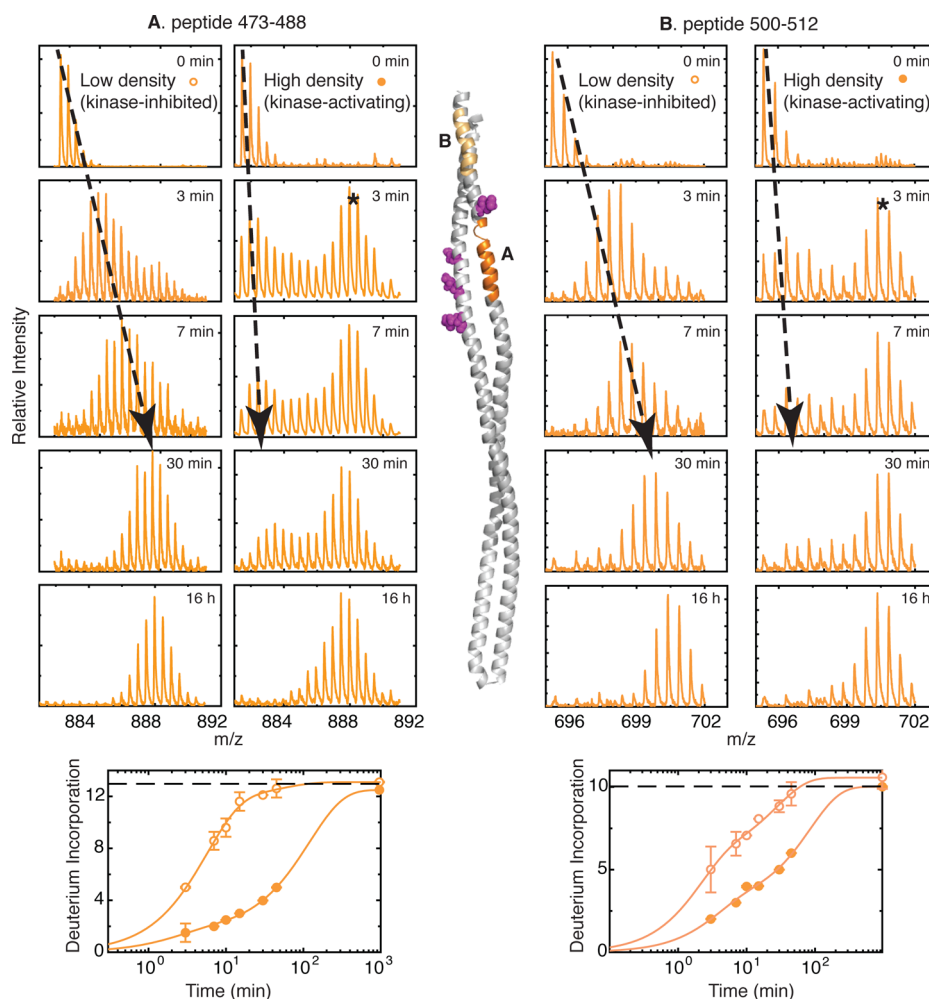 A. peptide 473-488
B. peptide 500-512
0 min
Low density
(kinase-inhibited)
0 min
High density
(kinase-activating)
0 min
Low density
(kinase-inhibited)
0 min
High density
(kinase-activating)
B
A
3 min
3 min
*
3 min
3 min
*
7 min
7 min
7 min
7 min
30 min
30 min
30 min
30 min
16 h
16 h
16 h
16 h
Relative Intensity
884 888 892
884 888 892
m/z
696 699 702
696 699 702
m/z
Deuterium Incorporation
12
8
4
0
10^0 10^1 10^2 10^3
Time (min)
Deuterium Incorporation
10
5
0
10^0 10^1 10^2
Time (min)